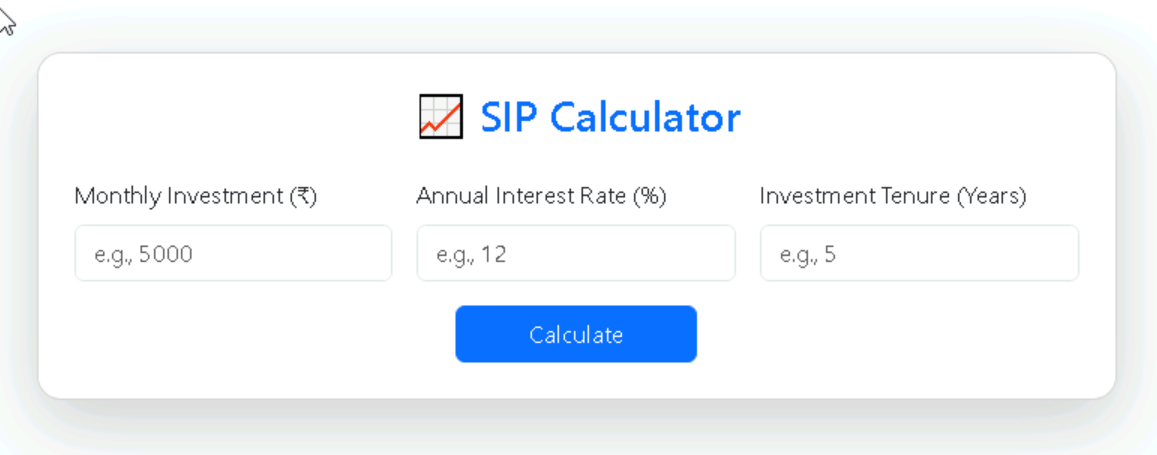 SIP Calculator
Monthly Investment (₹) Annual Interest Rate (%) Investment Tenure (Years)
e.g., 5000 e.g., 12 e.g., 5
Calculate